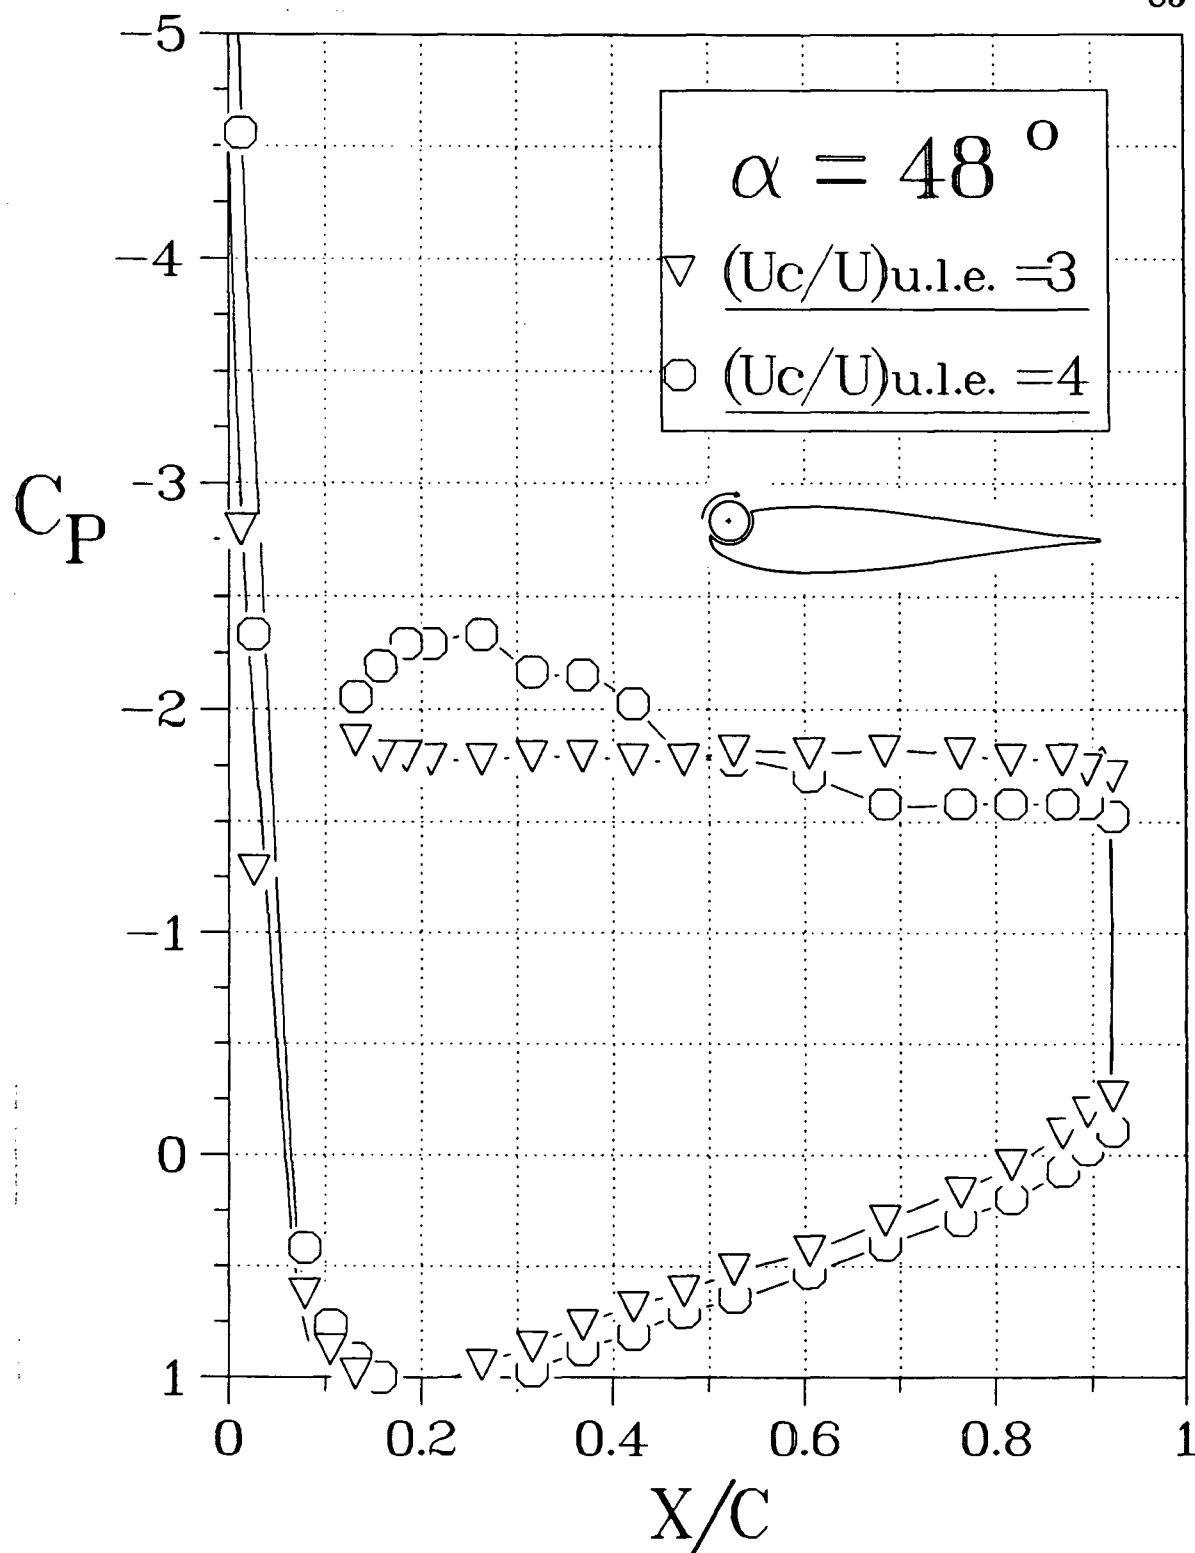 -5
-4
-3
-2
-1
0
1
C_P
α = 48 °
▽ (Uc/U)u.l.e. =3
○ (Uc/U)u.l.e. =4
0 0.2 0.4 0.6 0.8 1
X/C